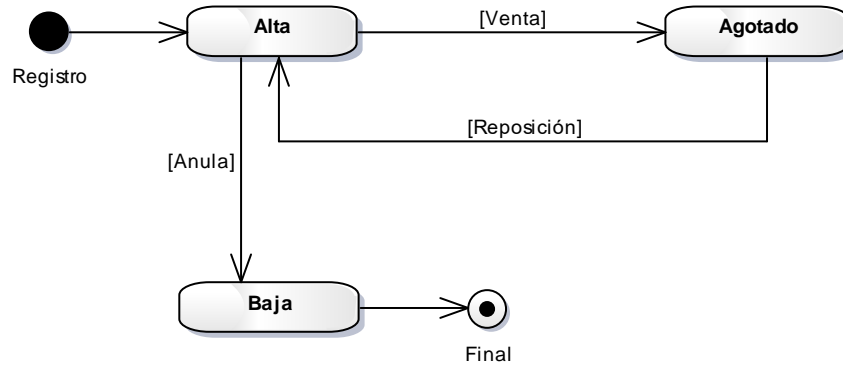 Alta
[Venta]
Agotado
Registro
[Reposición]
[Anula]
Baja
Final